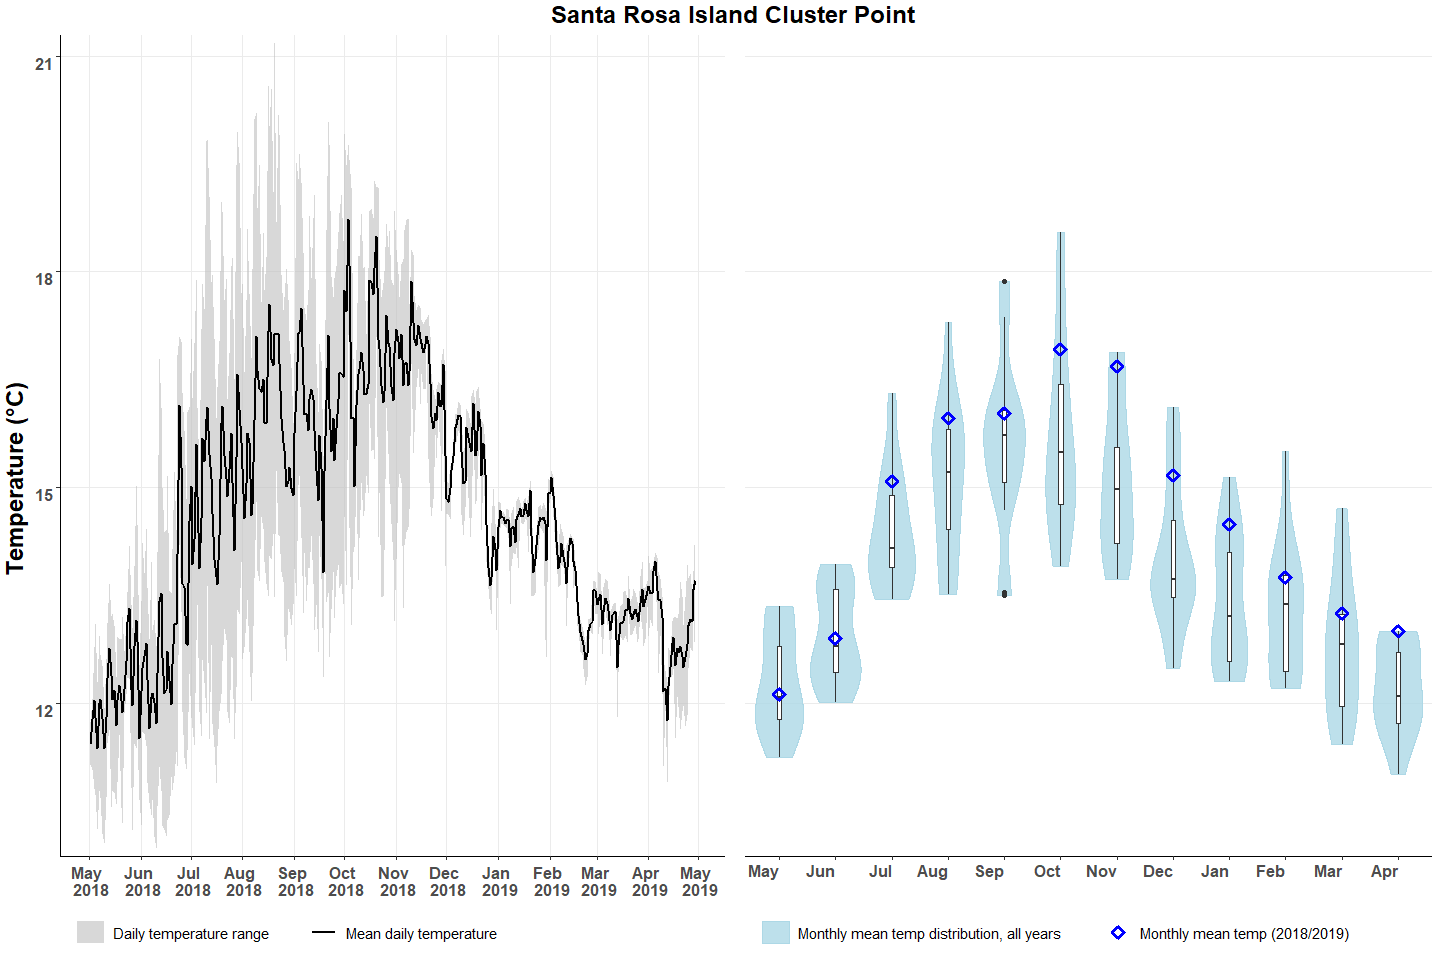 Santa Rosa Island Cluster Point
Temperature (°C)
21
18
15
12
May Jun Jul Aug Sep Oct Nov Dec Jan Feb Mar Apr May
2018 2018 2018 2018 2018 2018 2018 2018 2019 2019 2019 2019 2019
May Jun Jul Aug Sep Oct Nov Dec Jan Feb Mar Apr
Daily temperature range Mean daily temperature
Monthly mean temp distribution, all years Monthly mean temp (2018/2019)